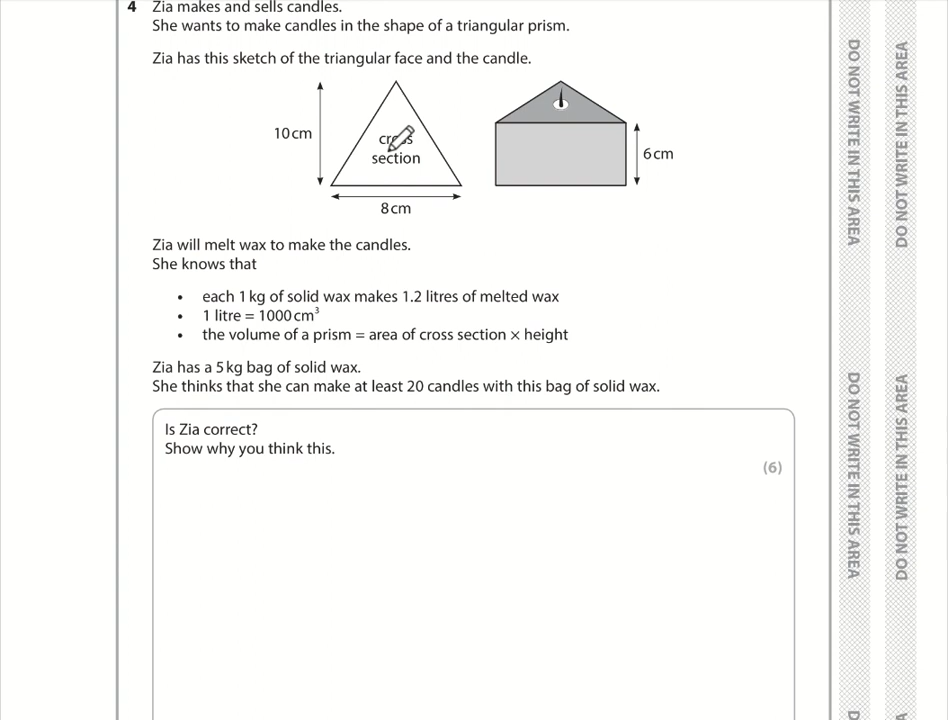 4 Zia makes and sells candles.
She wants to make candles in the shape of a triangular prism.
Zia has this sketch of the triangular face and the candle.
10 cm
cross
section
8 cm
6 cm
Zia will melt wax to make the candles.
She knows that
• each 1 kg of solid wax makes 1.2 litres of melted wax
• 1 litre = 1000 cm³
• the volume of a prism = area of cross section × height
Zia has a 5 kg bag of solid wax.
She thinks that she can make at least 20 candles with this bag of solid wax.
Is Zia correct?
Show why you think this.
(6)
DO NOT WRITE IN THIS AREA
DO NOT WRITE IN THIS AREA
DO NOT WRITE IN THIS AREA
DO NOT WRITE IN THIS AREA